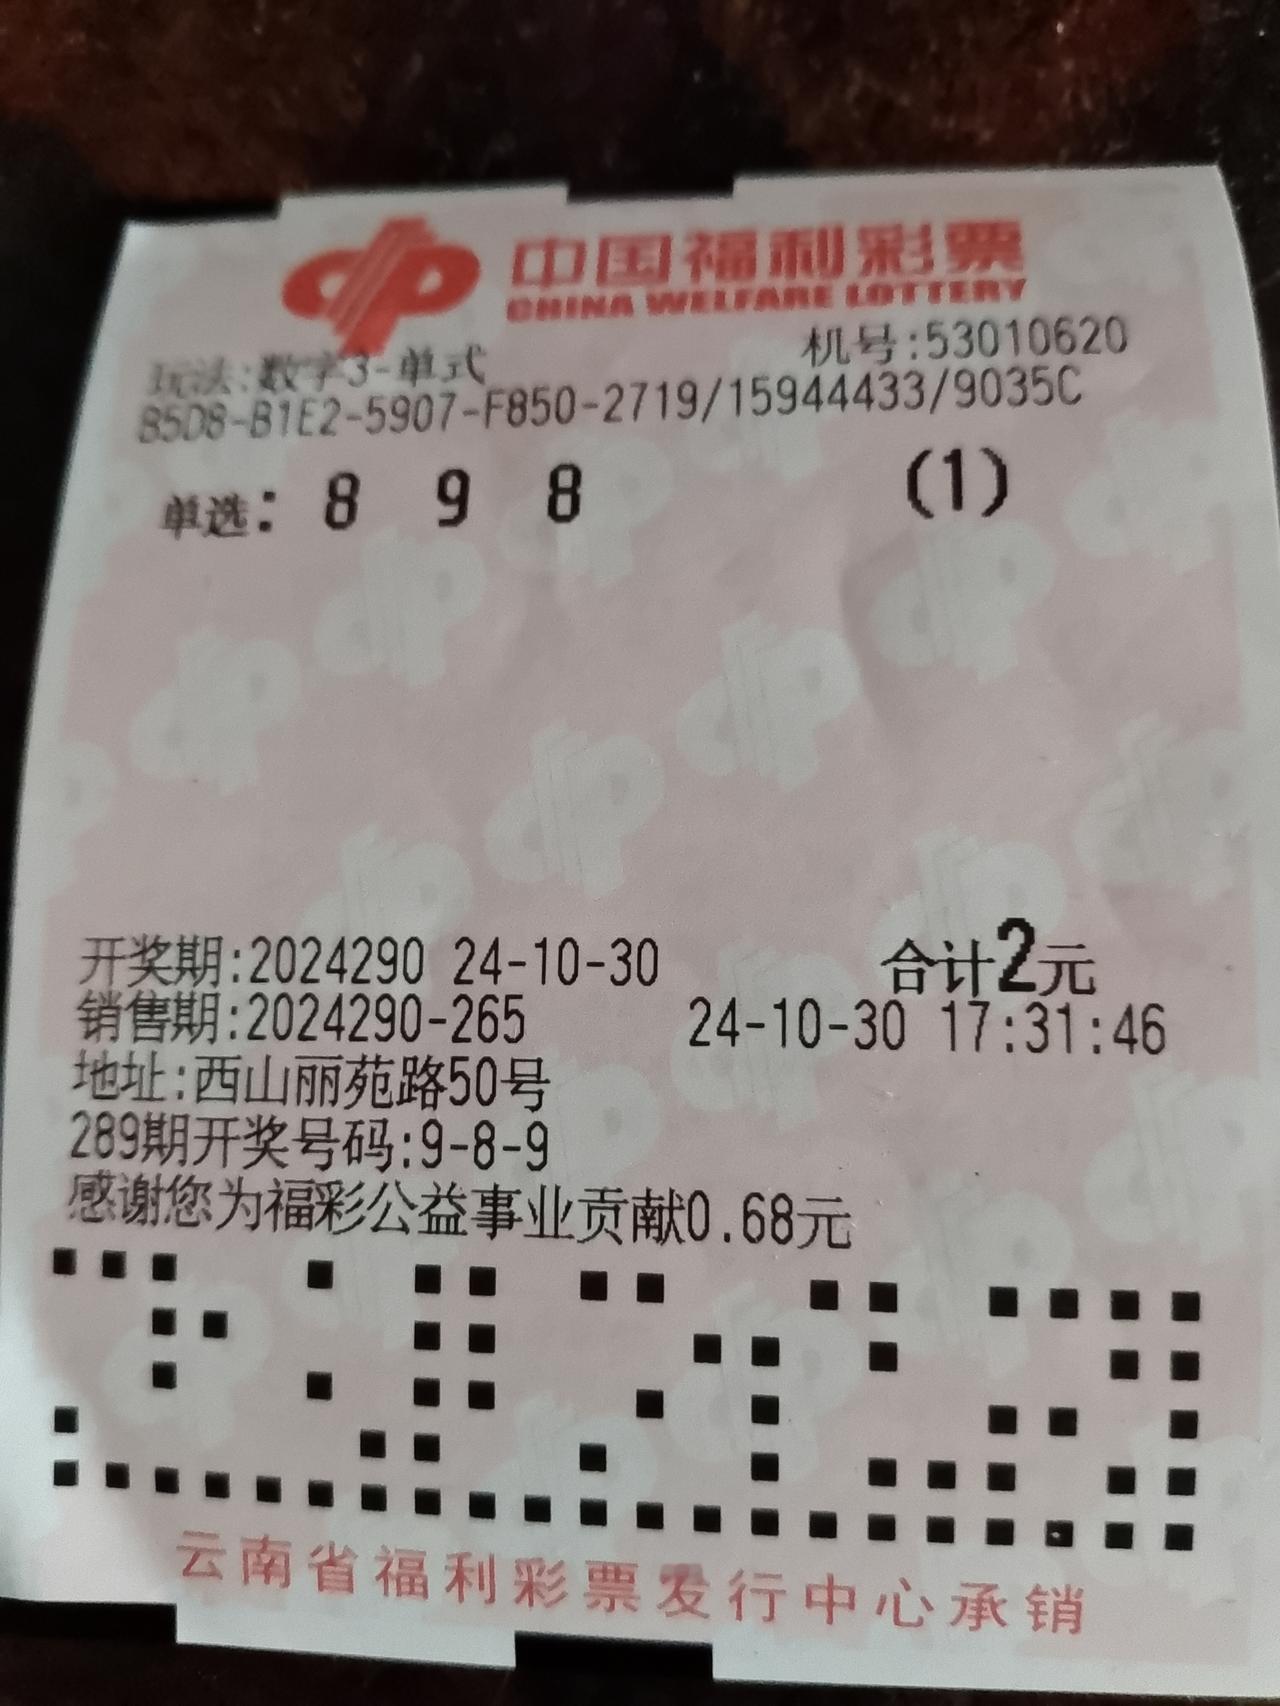 中国福利彩票
CHINA WELFARE LOTTERY
玩法:数字3-单式 机号:53010620
B5D8-B1E2-5907-F850-2719/15944433/9035C
单选: 8 9 8 (1)
开奖期:2024290 24-10-30 合计2元
销售期:2024290-265 24-10-30 17:31:46
地址:西山丽苑路50号
289期开奖号码:9-8-9
感谢您为福彩公益事业贡献0.68元
云南省福利彩票发行中心承销